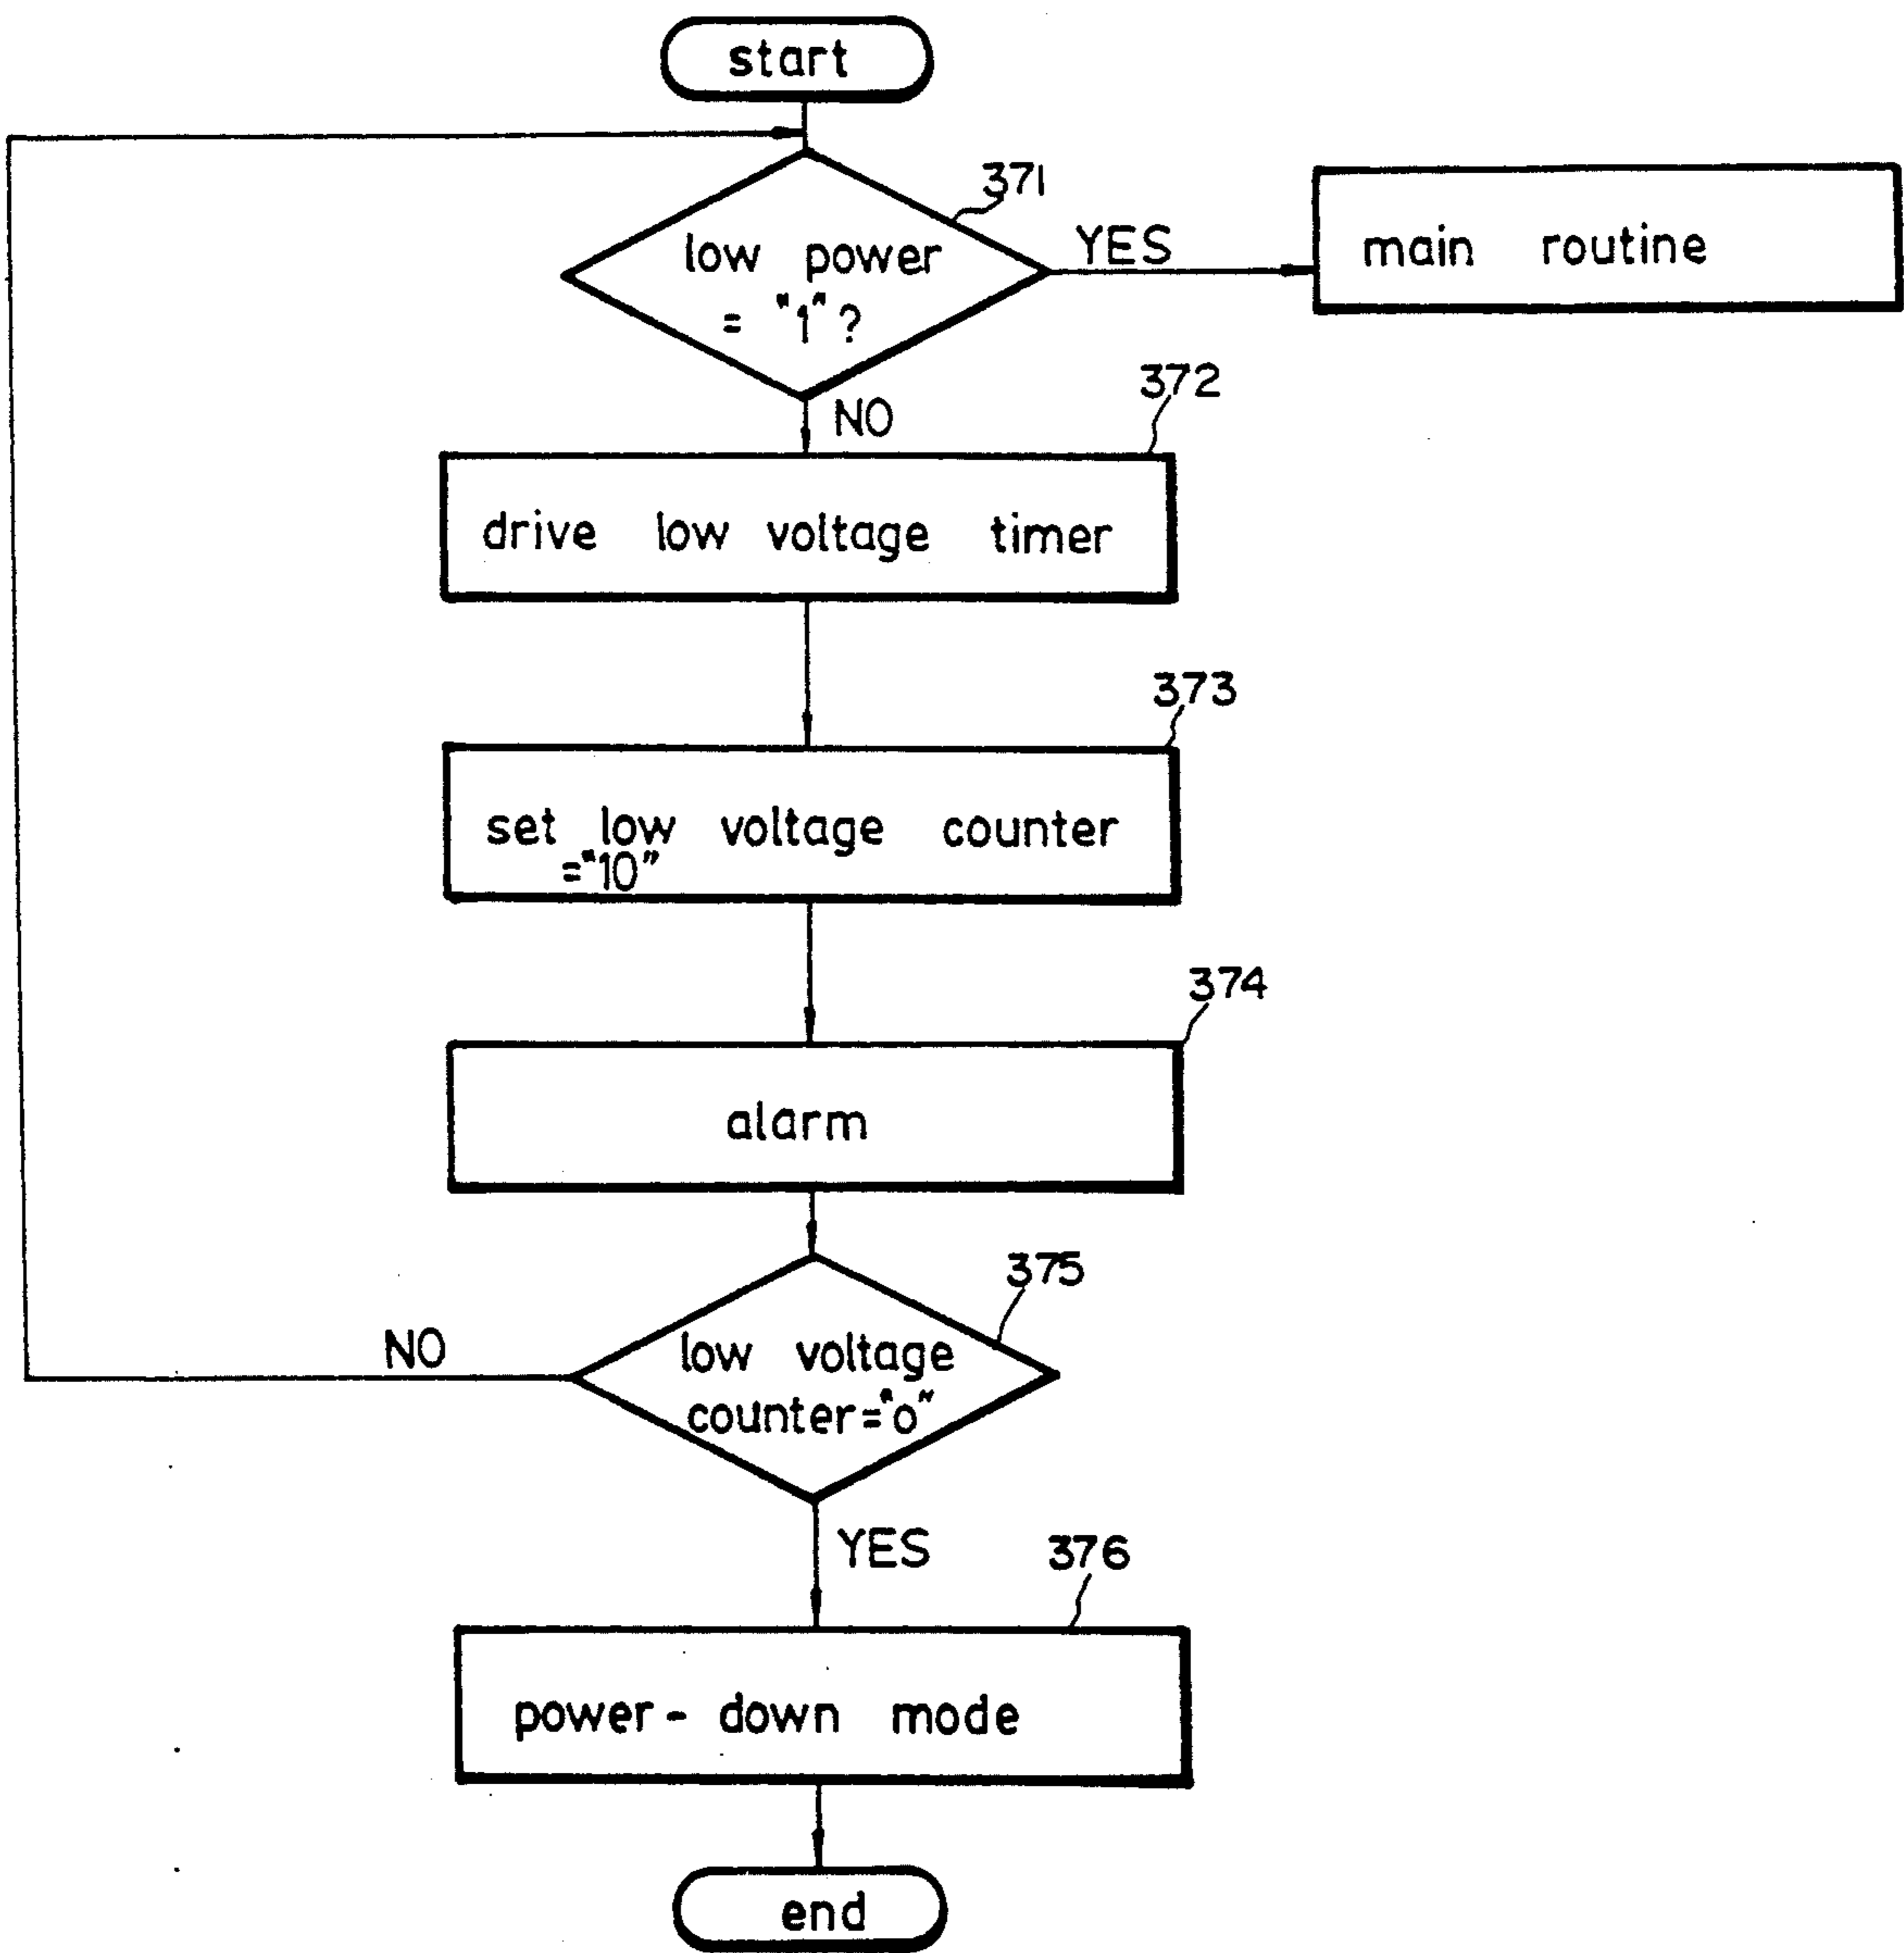 start
371
low power
= "1"?
YES
main routine
NO
372
drive low voltage timer
373
set low voltage counter
="10"
374
alarm
375
low voltage
counter="o"
NO
YES
376
power-down mode
end